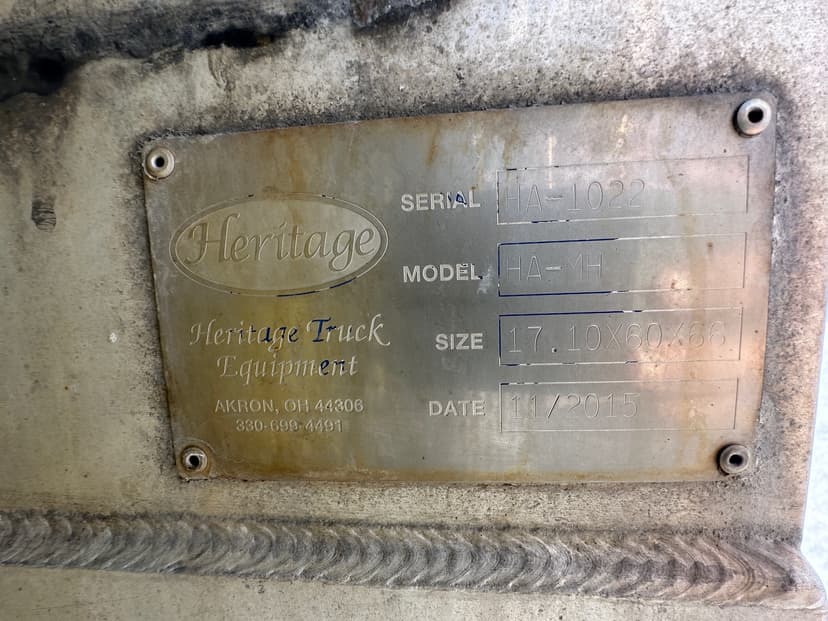 Heritage
Heritage Truck
Equipment
AKRON, OH 44306
330-699-4491
SERIAL HA-1022
MODEL HA-MH
SIZE 17.10X60X66
DATE 11/2015